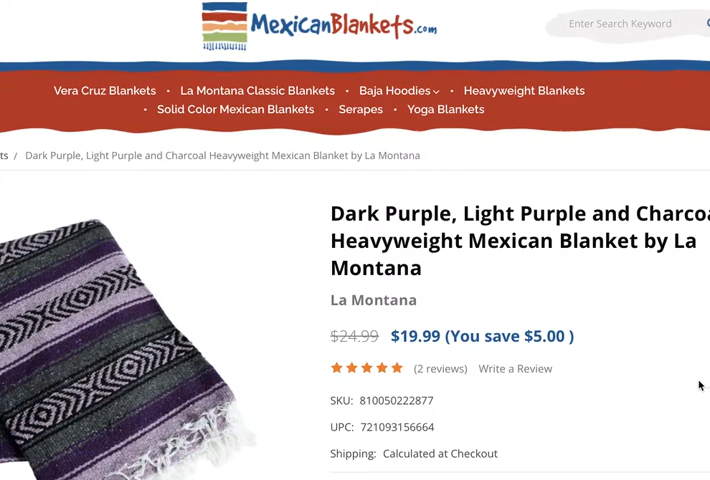 MexicanBlankets.com
Enter Search Keyword
Vera Cruz Blankets • La Montana Classic Blankets • Baja Hoodies • Heavyweight Blankets
• Solid Color Mexican Blankets • Serapes • Yoga Blankets
ts / Dark Purple, Light Purple and Charcoal Heavyweight Mexican Blanket by La Montana
Dark Purple, Light Purple and Charcoa
Heavyweight Mexican Blanket by La
Montana
La Montana
$24.99 $19.99 (You save $5.00 )
(2 reviews) Write a Review
SKU: 810050222877
UPC: 721093156664
Shipping: Calculated at Checkout